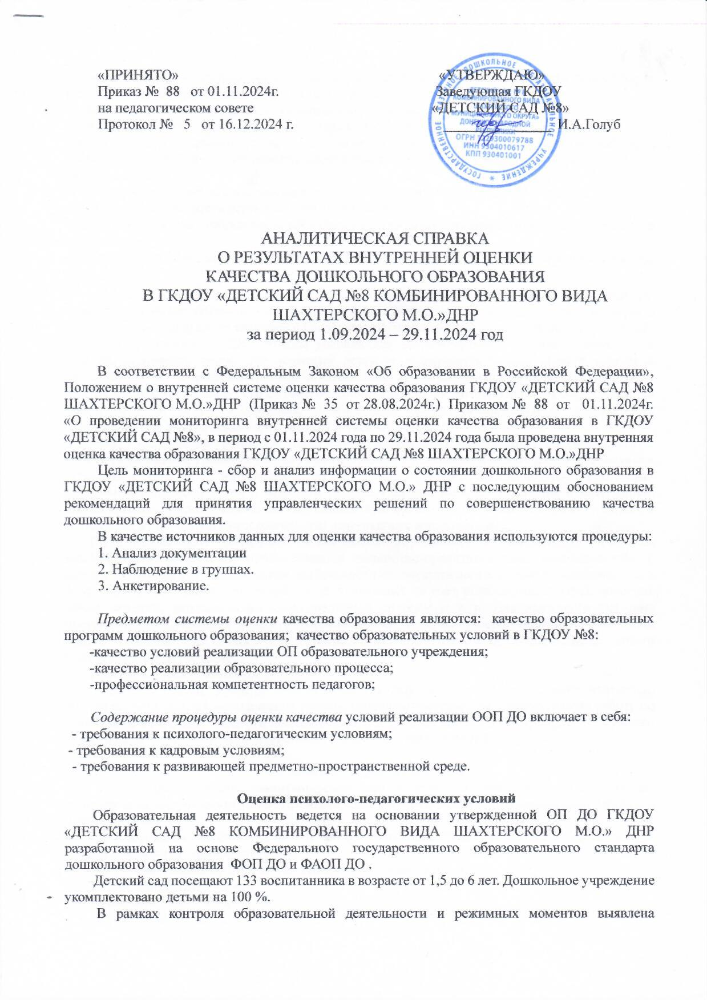 «ПРИНЯТО» «УТВЕРЖДАЮ»
Приказ № 88 от 01.11.2024г. Заведующая ГКДОУ
на педагогическом совете «ДЕТСКИЙ САД №8»
Протокол № 5 от 16.12.2024 г. И.А.Голуб
ГОСУДАРСТВЕННОЕ КАЗЕННОЕ ДОШКОЛЬНОЕ ОБРАЗОВАТЕЛЬНОЕ УЧРЕЖДЕНИЕ
КОМБИНИРОВАННОГО ВИДА
МУНИЦИПАЛЬНОГО ОКРУГА»
ДОНЕЦКОЙ НАРОДНОЙ
РЕСПУБЛИКИ
ОГРН
ИНН 9304010617
КПП 930401001
АНАЛИТИЧЕСКАЯ СПРАВКА
О РЕЗУЛЬТАТАХ ВНУТРЕННЕЙ ОЦЕНКИ
КАЧЕСТВА ДОШКОЛЬНОГО ОБРАЗОВАНИЯ
В ГКДОУ «ДЕТСКИЙ САД №8 КОМБИНИРОВАННОГО ВИДА
ШАХТЕРСКОГО М.О.»ДНР
за период 1.09.2024 – 29.11.2024 год
В соответствии с Федеральным Законом «Об образовании в Российской Федерации»,
Положением о внутренней системе оценки качества образования ГКДОУ «ДЕТСКИЙ САД №8
ШАХТЕРСКОГО М.О.»ДНР (Приказ № 35 от 28.08.2024г.) Приказом № 88 от 01.11.2024г.
«О проведении мониторинга внутренней системы оценки качества образования в ГКДОУ
«ДЕТСКИЙ САД №8», в период с 01.11.2024 года по 29.11.2024 года была проведена внутренняя
оценка качества образования ГКДОУ «ДЕТСКИЙ САД №8 ШАХТЕРСКОГО М.О.»ДНР
Цель мониторинга - сбор и анализ информации о состоянии дошкольного образования в
ГКДОУ «ДЕТСКИЙ САД №8 ШАХТЕРСКОГО М.О.» ДНР с последующим обоснованием
рекомендаций для принятия управленческих решений по совершенствованию качества
дошкольного образования.
В качестве источников данных для оценки качества образования используются процедуры:
1. Анализ документации
2. Наблюдение в группах.
3. Анкетирование.
Предметом системы оценки качества образования являются: качество образовательных
программ дошкольного образования; качество образовательных условий в ГКДОУ №8:
-качество условий реализации ОП образовательного учреждения;
-качество реализации образовательного процесса;
-профессиональная компетентность педагогов;
Содержание процедуры оценки качества условий реализации ООП ДО включает в себя:
- требования к психолого-педагогическим условиям;
- требования к кадровым условиям;
- требования к развивающей предметно-пространственной среде.
Оценка психолого-педагогических условий
Образовательная деятельность ведется на основании утвержденной ОП ДО ГКДОУ
«ДЕТСКИЙ САД №8 КОМБИНИРОВАННОГО ВИДА ШАХТЕРСКОГО М.О.» ДНР
разработанной на основе Федерального государственного образовательного стандарта
дошкольного образования ФОП ДО и ФАОП ДО .
Детский сад посещают 133 воспитанника в возрасте от 1,5 до 6 лет. Дошкольное учреждение
укомплектовано детьми на 100 %.
В рамках контроля образовательной деятельности и режимных моментов выявлена